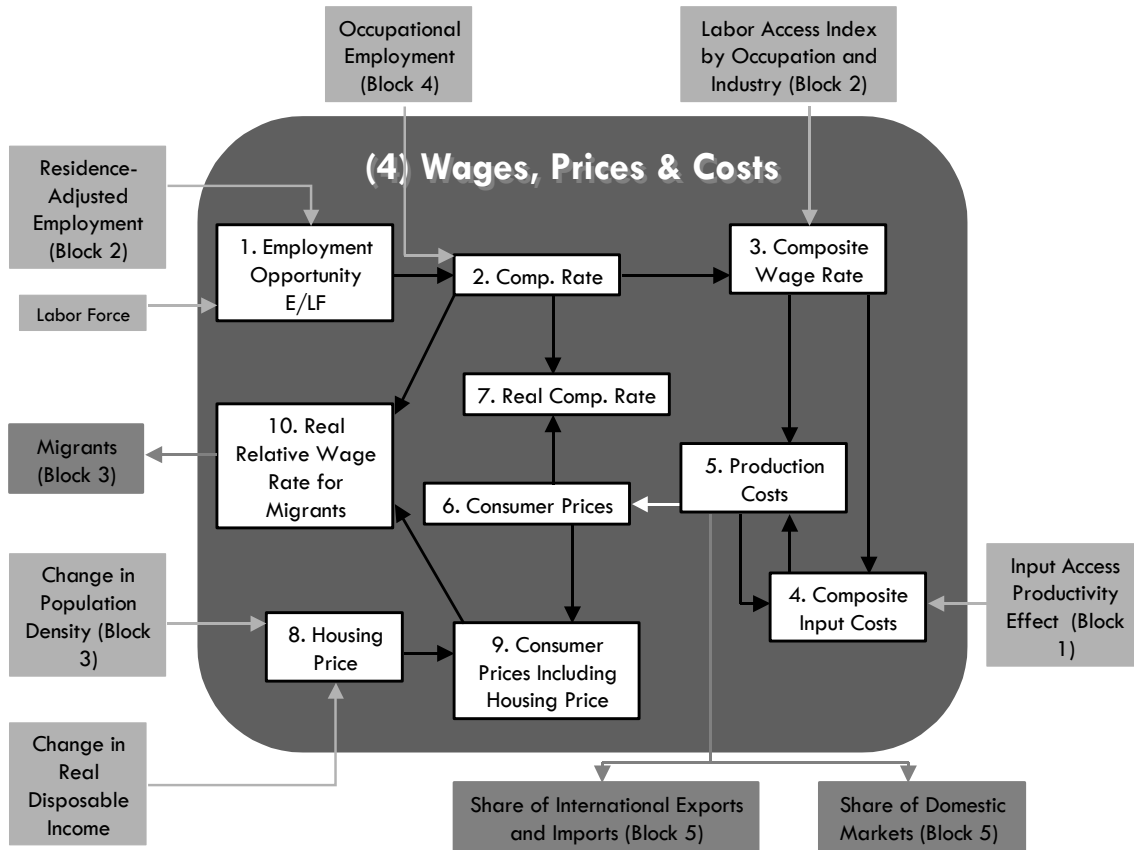 Occupational
Employment
(Block 4)
Labor Access Index
by Occupation and
Industry (Block 2)
(4) Wages, Prices & Costs
Residence-
Adjusted
Employment
(Block 2)
1. Employment
Opportunity
E/LF
2. Comp. Rate
3. Composite
Wage Rate
Labor Force
7. Real Comp. Rate
10. Real
Relative Wage
Rate for
Migrants
Migrants
(Block 3)
5. Production
Costs
6. Consumer Prices
Change in
Population
Density (Block
3)
8. Housing
Price
9. Consumer
Prices Including
Housing Price
4. Composite
Input Costs
Input Access
Productivity
Effect (Block
1)
Change in
Real
Disposable
Income
Share of International Exports
and Imports (Block 5)
Share of Domestic
Markets (Block 5)